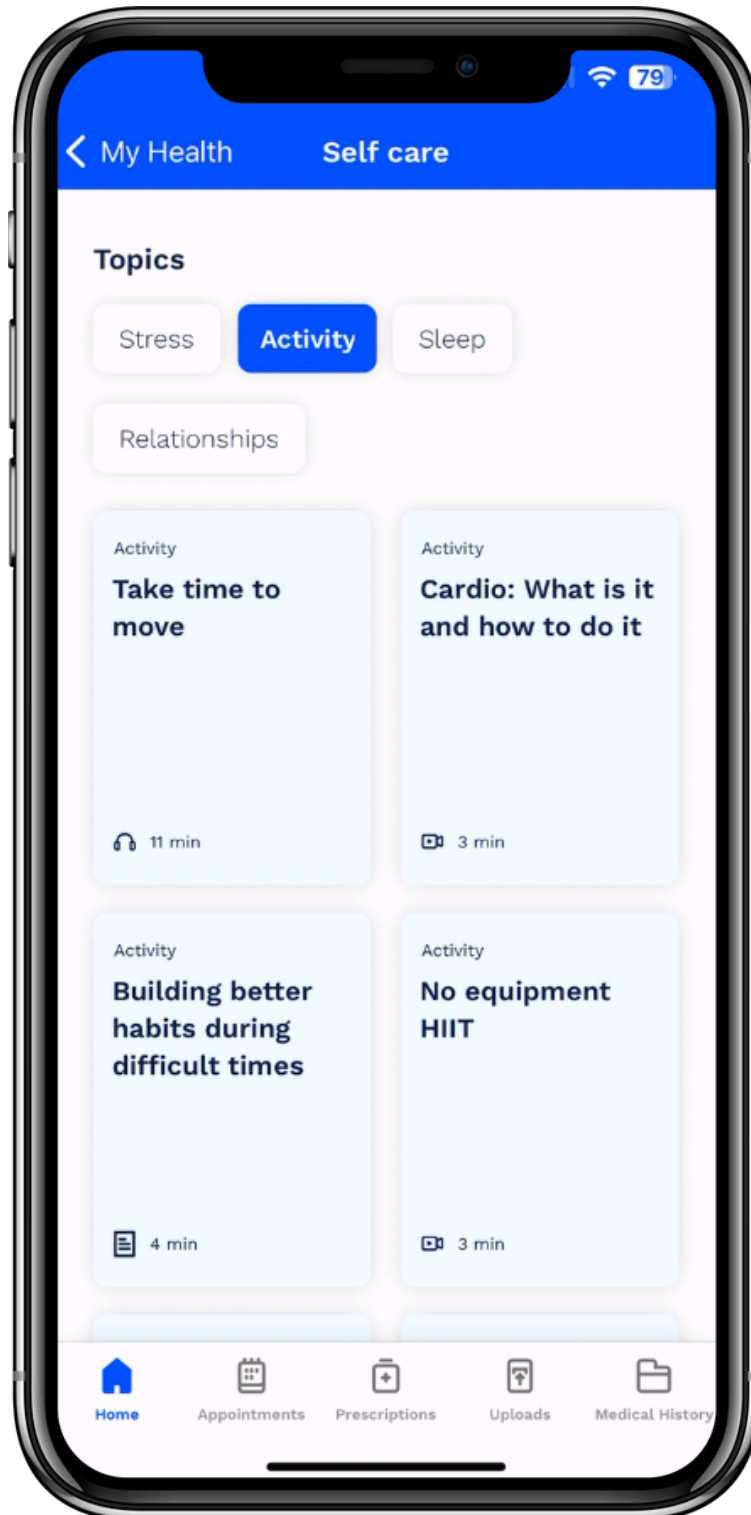 79
My Health
Self care
Topics
Stress
Activity
Sleep
Relationships
Activity
Take time to
move
11 min
Activity
Cardio: What is it
and how to do it
3 min
Activity
Building better
habits during
difficult times
4 min
Activity
No equipment
HIIT
3 min
Home
Appointments
Prescriptions
Uploads
Medical History